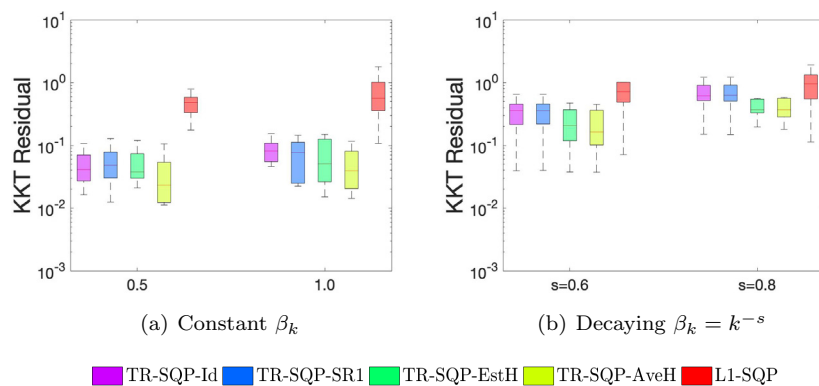 KKT Residual
10^1
10^0
10^-1
10^-2
10^-3
0.5 1.0
(a) Constant β_k
KKT Residual
10^1
10^0
10^-1
10^-2
10^-3
s=0.6 s=0.8
(b) Decaying β_k = k^{-s}
TR-SQP-Id TR-SQP-SR1 TR-SQP-EstH TR-SQP-AveH L1-SQP